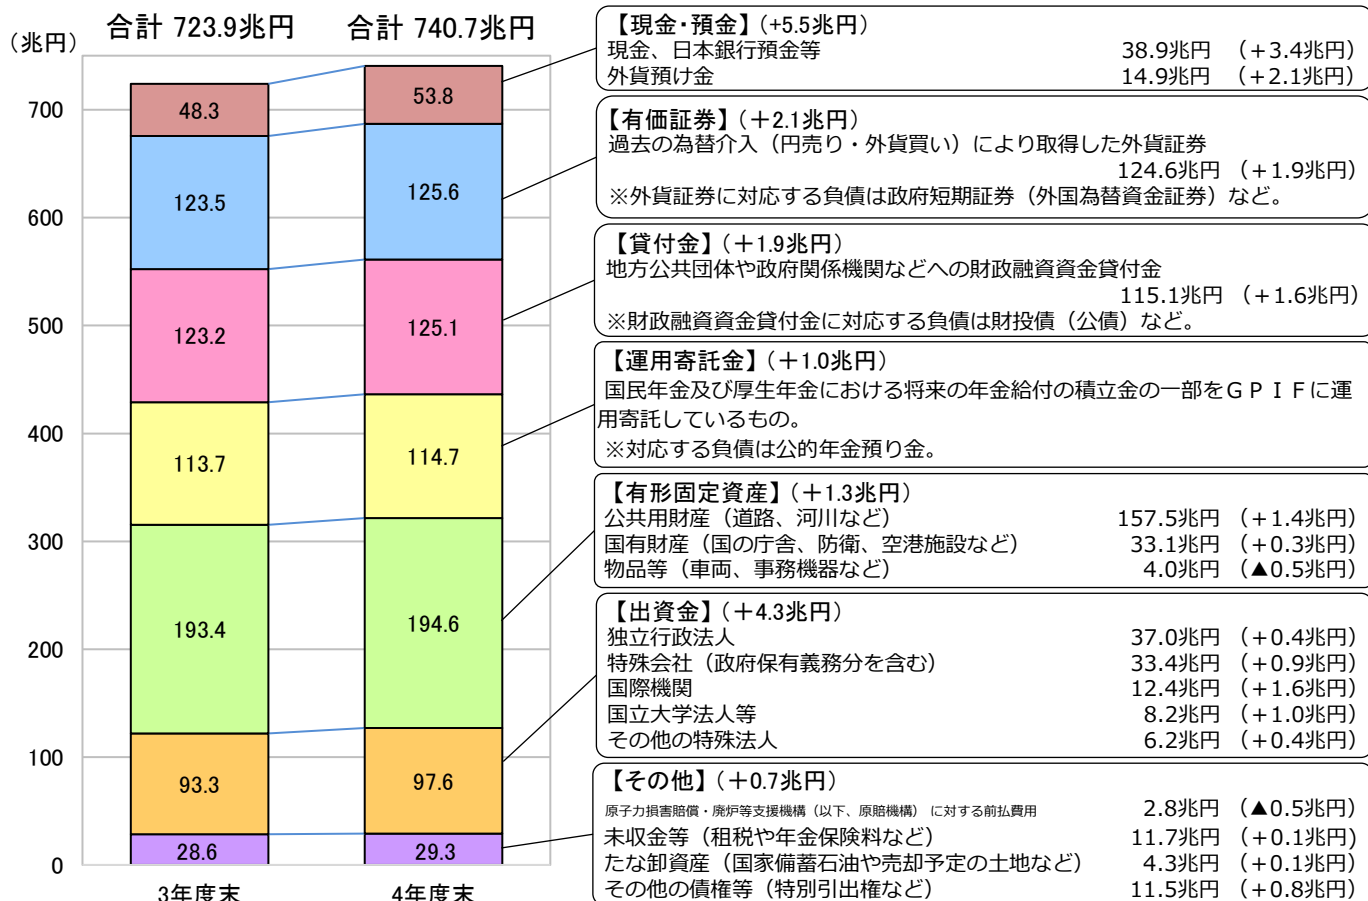 合計 723.9兆円
合計 740.7兆円
(兆円)
700
600
500
400
300
200
100
0
48.3
123.5
123.2
113.7
193.4
93.3
28.6
3年度末
53.8
125.6
125.1
114.7
194.6
97.6
29.3
4年度末
【現金・預金】(+5.5兆円)
現金、日本銀行預金等 38.9兆円 (+3.4兆円)
外貨預け金 14.9兆円 (+2.1兆円)
【有価証券】(+2.1兆円)
過去の為替介入（円売り・外貨買い）により取得した外貨証券
124.6兆円 (+1.9兆円)
※外貨証券に対応する負債は政府短期証券（外国為替資金証券）など。
【貸付金】(+1.9兆円)
地方公共団体や政府関係機関などへの財政融資資金貸付金
115.1兆円 (+1.6兆円)
※財政融資資金貸付金に対応する負債は財投債（公債）など。
【運用寄託金】(+1.0兆円)
国民年金及び厚生年金における将来の年金給付の積立金の一部をＧＰＩＦに運
用寄託しているもの。
※対応する負債は公的年金預り金。
【有形固定資産】(+1.3兆円)
公共用財産（道路、河川など） 157.5兆円 (+1.4兆円)
国有財産（国の庁舎、防衛、空港施設など） 33.1兆円 (+0.3兆円)
物品等（車両、事務機器など） 4.0兆円 (▲0.5兆円)
【出資金】(+4.3兆円)
独立行政法人 37.0兆円 (+0.4兆円)
特殊会社（政府保有義務分を含む） 33.4兆円 (+0.9兆円)
国際機関 12.4兆円 (+1.6兆円)
国立大学法人等 8.2兆円 (+1.0兆円)
その他の特殊法人 6.2兆円 (+0.4兆円)
【その他】(+0.7兆円)
原子力損害賠償・廃炉等支援機構（以下、原賠機構）に対する前払費用 2.8兆円 (▲0.5兆円)
未収金等（租税や年金保険料など） 11.7兆円 (+0.1兆円)
たな卸資産（国家備蓄石油や売却予定の土地など） 4.3兆円 (+0.1兆円)
その他の債権等（特別引出権など） 11.5兆円 (+0.8兆円)